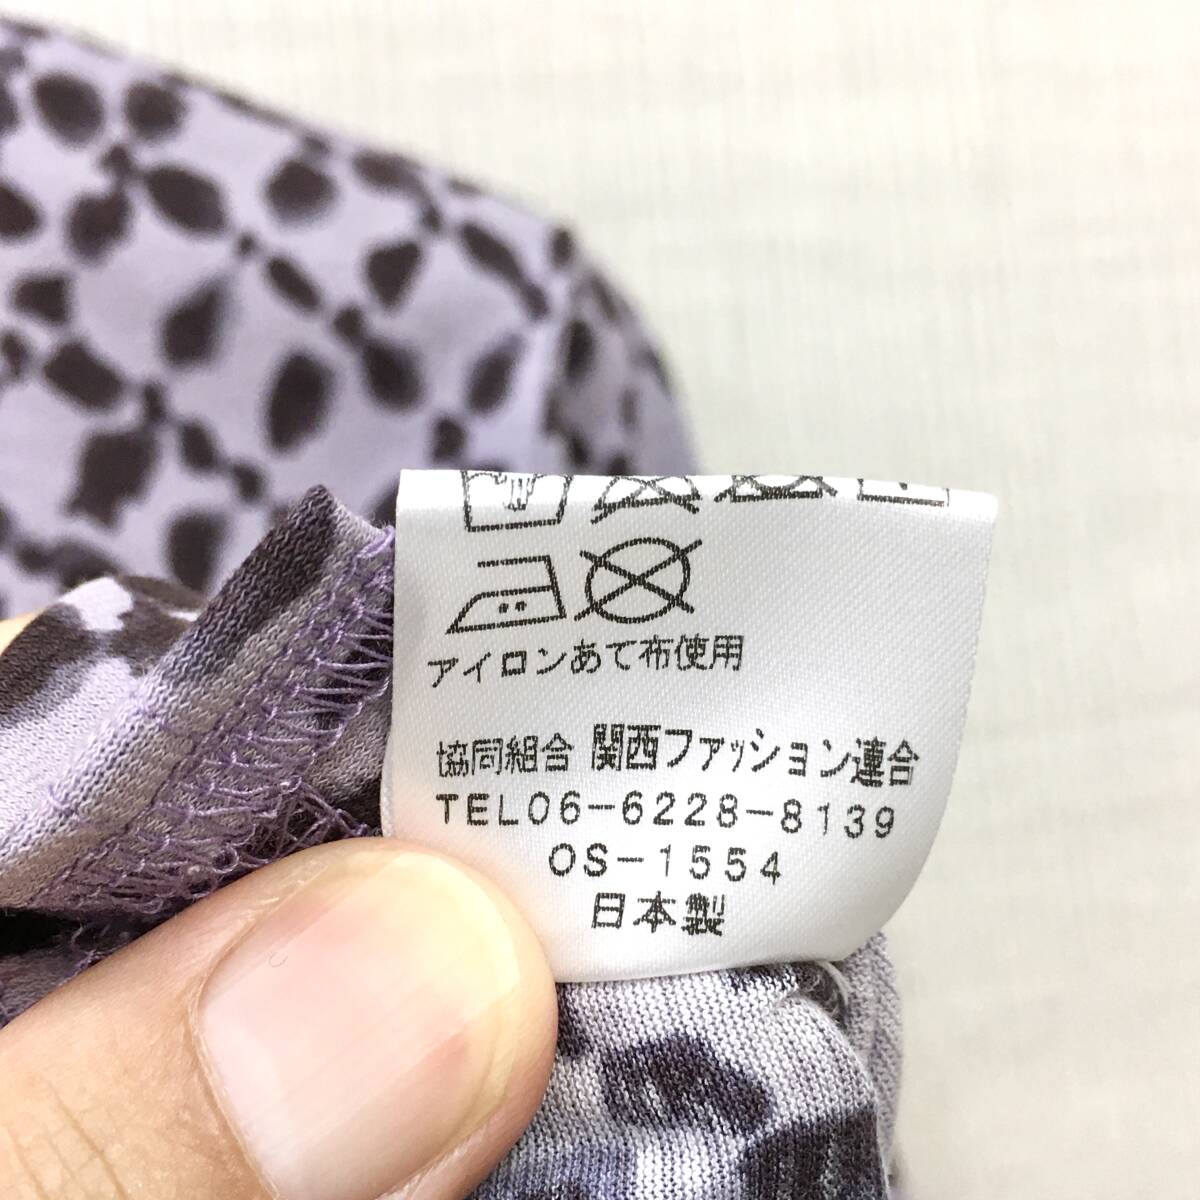 アイロンあて布使用
協同組合 関西ファッション連合
TEL06-6228-8139
OS-1554
日本製